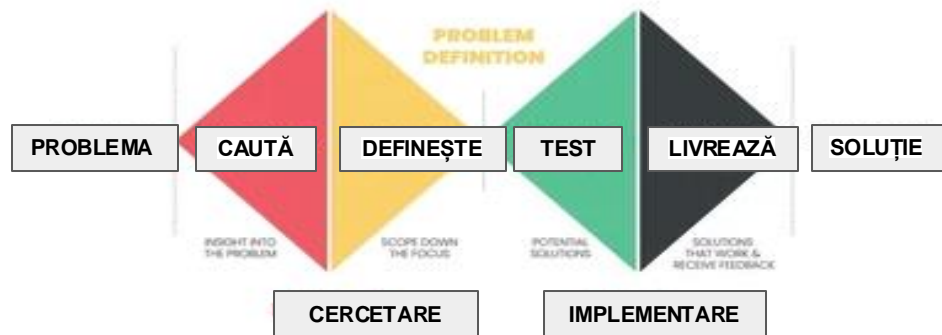 PROBLEM
DEFINITION
PROBLEMA
CAUTĂ
DEFINEȘTE
TEST
LIVREAZĂ
SOLUȚIE
INSIGHT INTO
THE PROBLEM
SCOPE DOWN
THE FOCUS
POTENTIAL
SOLUTIONS
SOLUTIONS
THAT WORK &
RECEIVE FEEDBACK
CERCETARE
IMPLEMENTARE